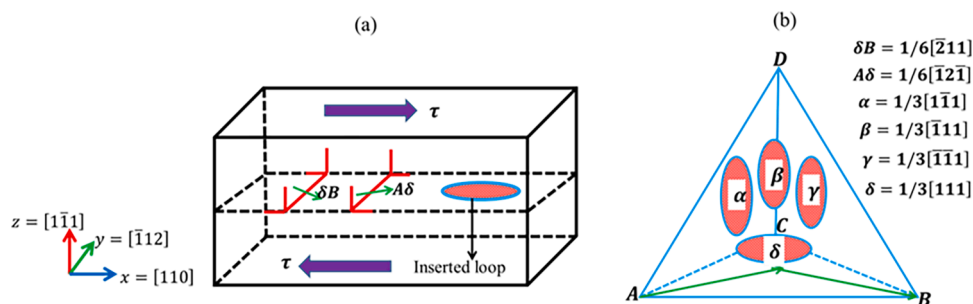 (a)
τ
δB
Aδ
τ
Inserted loop
z = [11̅1]
y = [1̅12]
x = [110]
(b)
D
α
β
γ
C
δ
A
B
δB = 1/6[2̅11]
Aδ = 1/6[1̅21̅]
α = 1/3[11̅1]
β = 1/3[1̅11]
γ = 1/3[1̅1̅1]
δ = 1/3[111]